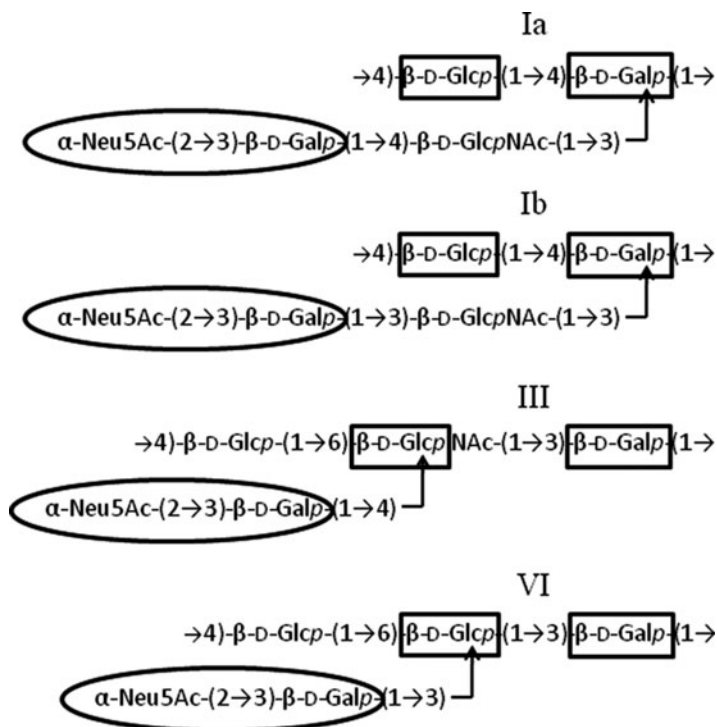 Ia
→4)-β-D-Glcp-(1→4)-β-D-Galp-(1→
α-Neu5Ac-(2→3)-β-D-Galp-(1→4)-β-D-GlcpNAc-(1→3)
Ib
→4)-β-D-Glcp-(1→4)-β-D-Galp-(1→
α-Neu5Ac-(2→3)-β-D-Galp-(1→3)-β-D-GlcpNAc-(1→3)
III
→4)-β-D-Glcp-(1→6)-β-D-GlcpNAc-(1→3)-β-D-Galp-(1→
α-Neu5Ac-(2→3)-β-D-Galp-(1→4)
VI
→4)-β-D-Glcp-(1→6)-β-D-Glcp-(1→3)-β-D-Galp-(1→
α-Neu5Ac-(2→3)-β-D-Galp-(1→3)